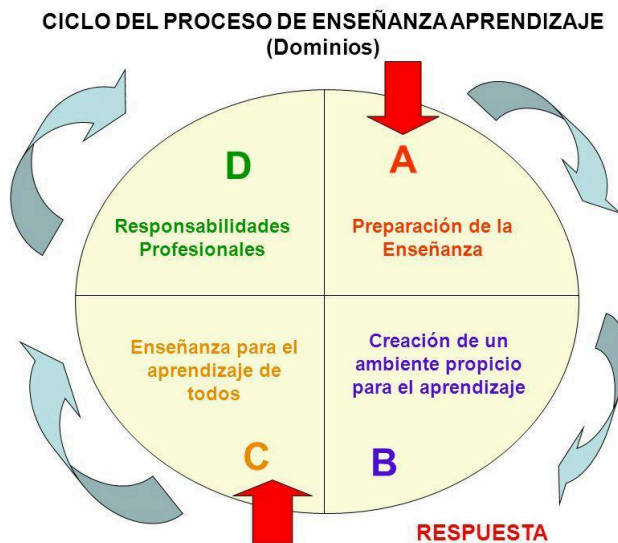 CICLO DEL PROCESO DE ENSEÑANZA APRENDIZAJE
(Dominios)
D
Responsabilidades
Profesionales
A
Preparación de la
Enseñanza
Enseñanza para el
aprendizaje de
todos
C
Creación de un
ambiente propicio
para el aprendizaje
B
RESPUESTA